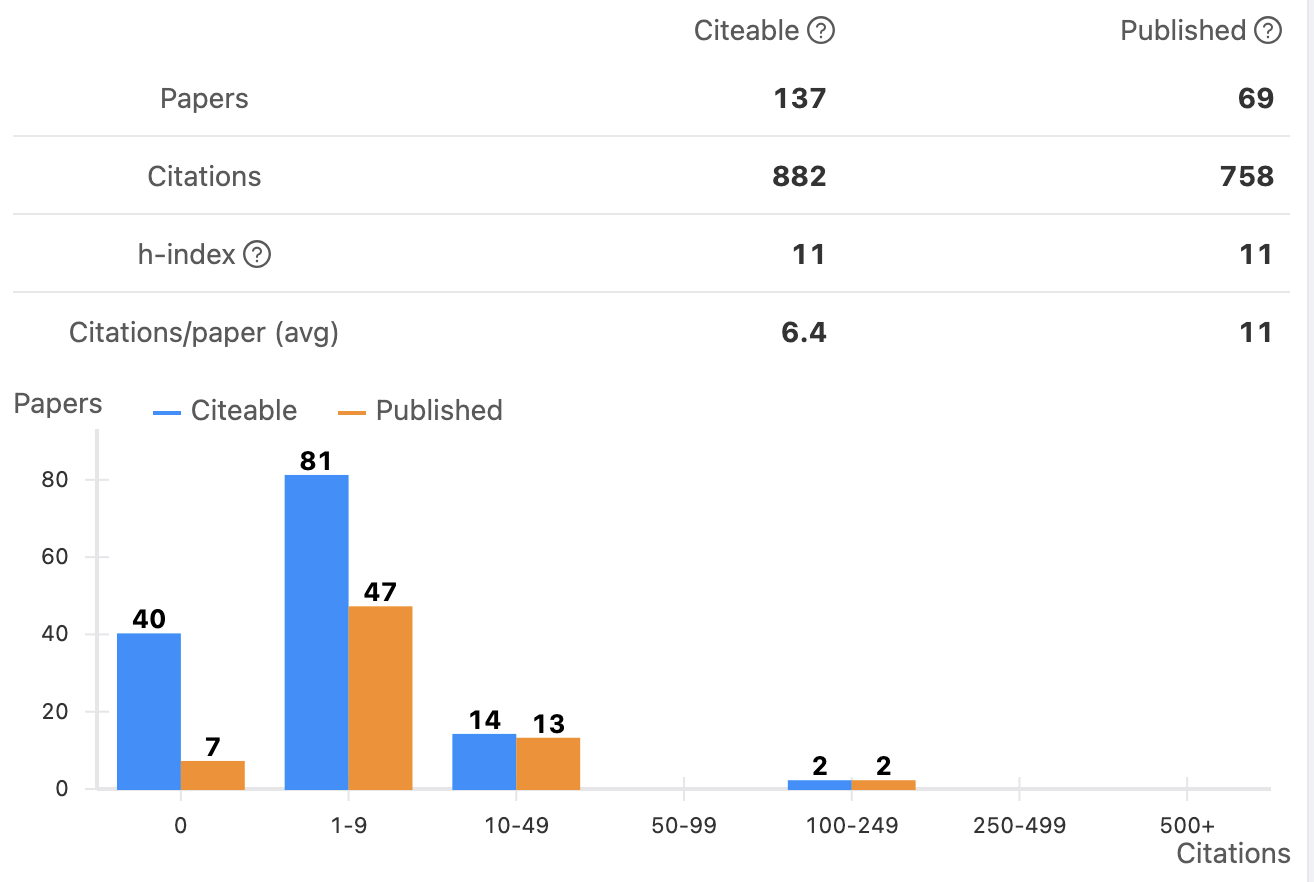 Citeable ? Published ?
Papers 137 69
Citations 882 758
h-index ? 11 11
Citations/paper (avg) 6.4 11
Papers Citeable Published
80
60
40
20
0
40 7 81 47 14 13 2 2
0 1-9 10-49 50-99 100-249 250-499 500+
Citations